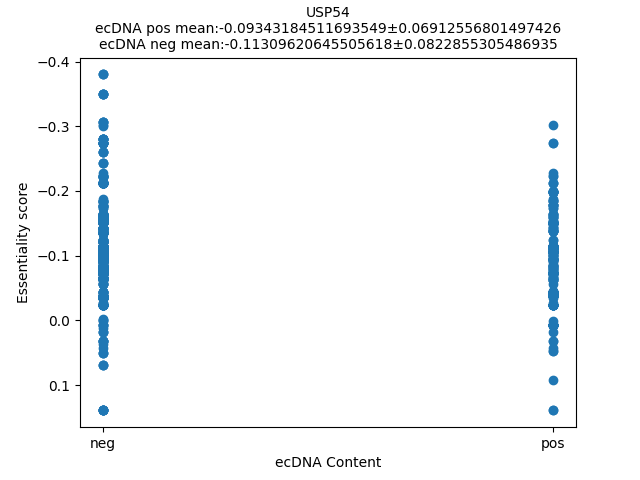 USP54
ecDNA pos mean:-0.09343184511693549±0.06912556801497426
ecDNA neg mean:-0.11309620645505618±0.0822855305486935
−0.4
−0.3
−0.2
−0.1
0.0
0.1
Essentiality score
neg
pos
ecDNA Content